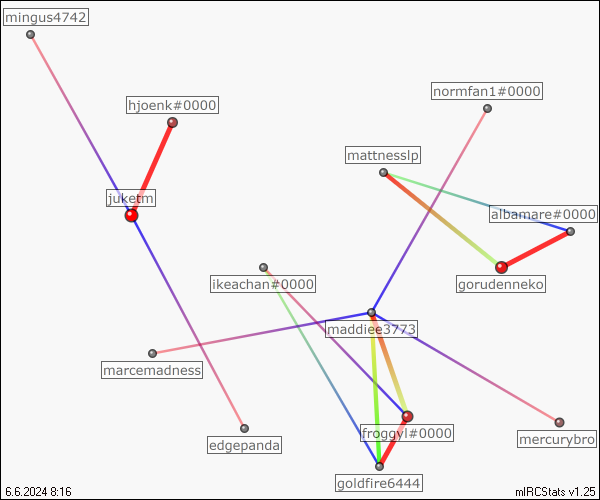 mingus4742
normfan1#0000
hjoenk#0000
mattnesslp
juketm
albamare#0000
ikeachan#0000
gorudenneko
maddiee3773
marcemadness
froggyl#0000
mercurybro
edgepanda
goldfire6444
6.6.2024 8:16
mIRCStats v1.25